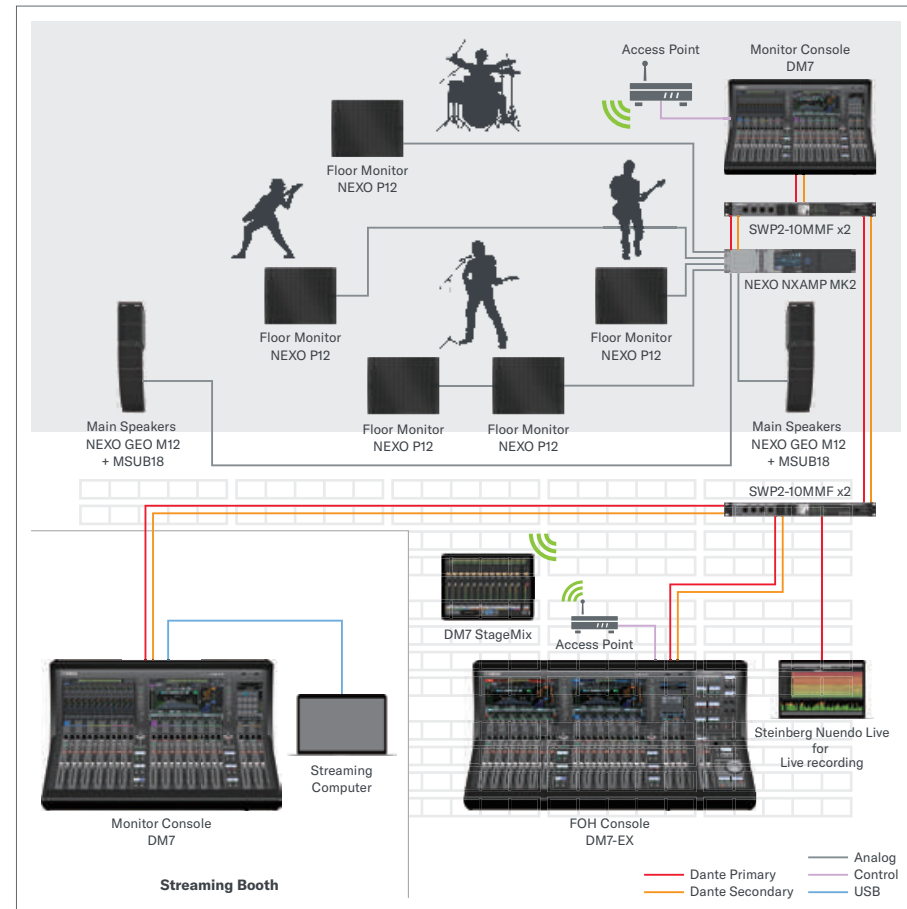 Access Point
Monitor Console
DM7
Floor Monitor
NEXO P12
SWP2-10MMF x2
NEXO NXAMP MK2
Floor Monitor
NEXO P12
Floor Monitor
NEXO P12
Main Speakers
NEXO GEO M12
+ MSUB18
Floor Monitor
NEXO P12
Floor Monitor
NEXO P12
Main Speakers
NEXO GEO M12
+ MSUB18
SWP2-10MMF x2
DM7 StageMix
Access Point
Steinberg Nuendo Live
for
Live recording
Streaming
Computer
Monitor Console
DM7
FOH Console
DM7-EX
Streaming Booth
Dante Primary
Dante Secondary
Analog
Control
USB